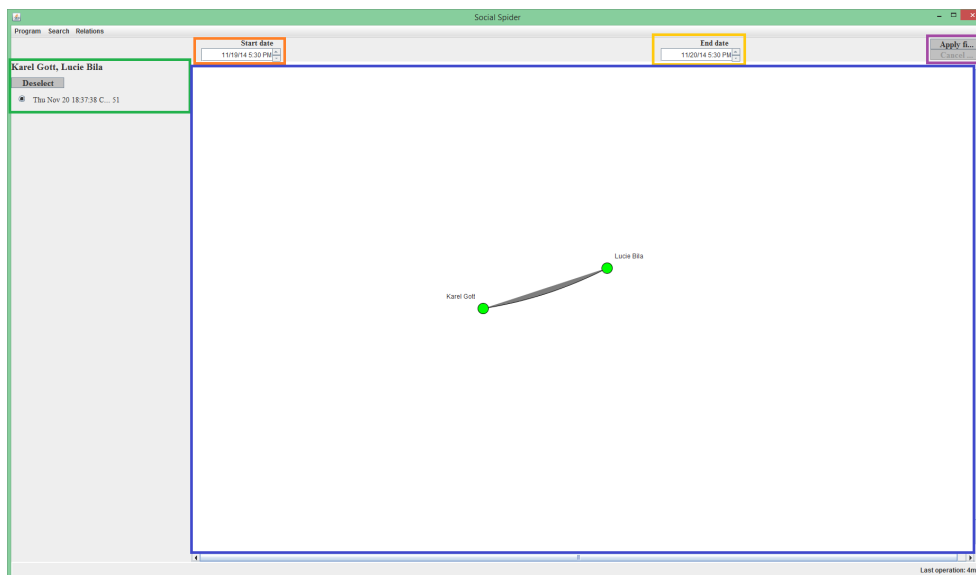 Social Spider
Program Search Relations
Start date
End date
11/19/14 5:30 PM
11/20/14 5:30 PM
Apply fi...
Cancel ...
Karel Gott, Lucie Bila
Deselect
Thu Nov 20 18:37:38 C... 51
Lucie Bila
Karel Gott
Last operation: 4m